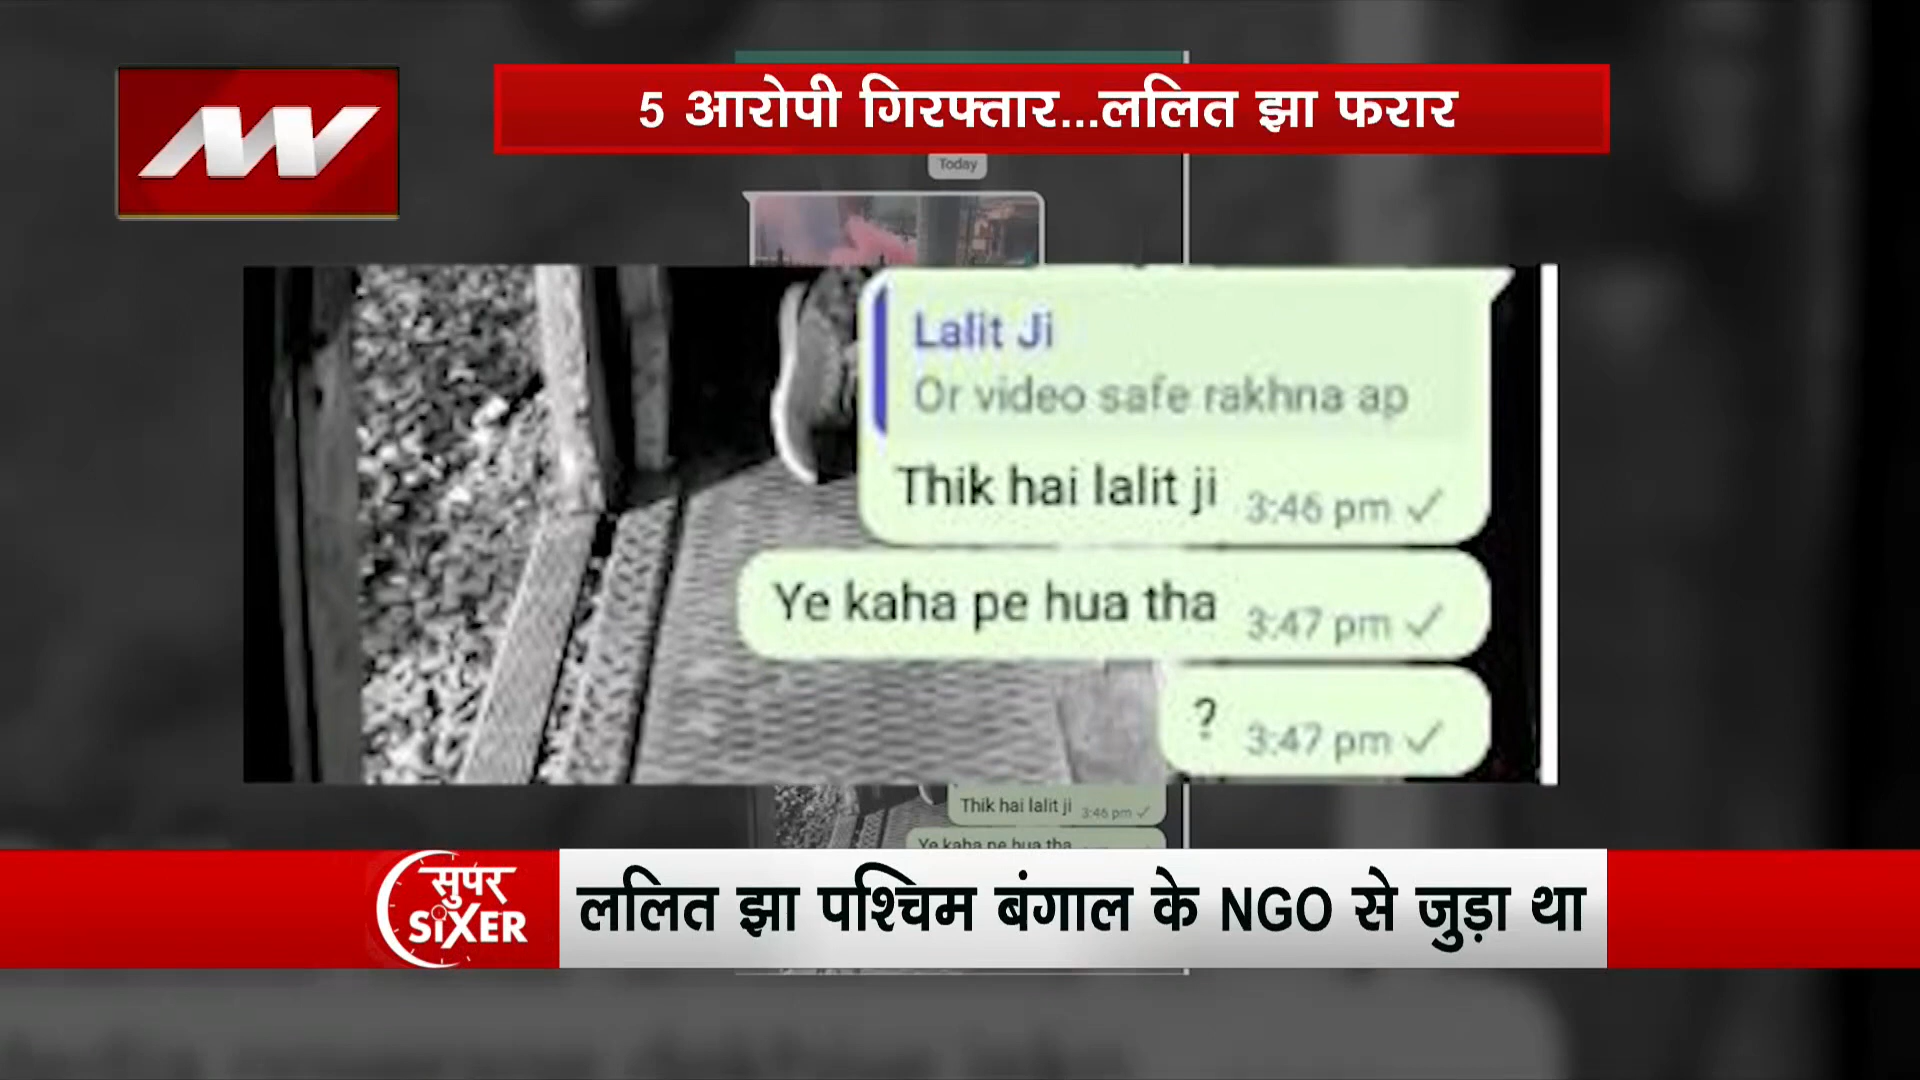 5 आरोपी गिरफ्तार...ललित झा फरार
Today
Lalit Ji
Or video safe rakhna ap
Thik hai lalit ji 3:46 pm
Ye kaha pe hua tha 3:47 pm
? 3:47 pm
Thik hai lalit ji 3:46 pm
Ye kaha pe hua tha
सुपर
SiXER
ललित झा पश्चिम बंगाल के NGO से जुड़ा था